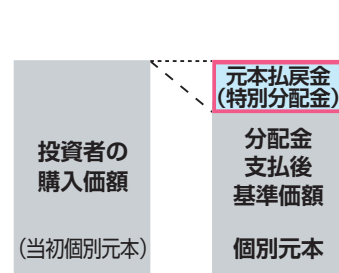 投資者の
購入価額
(当初個別元本)
元本払戻金
(特別分配金)
分配金
支払後
基準価額
個別元本